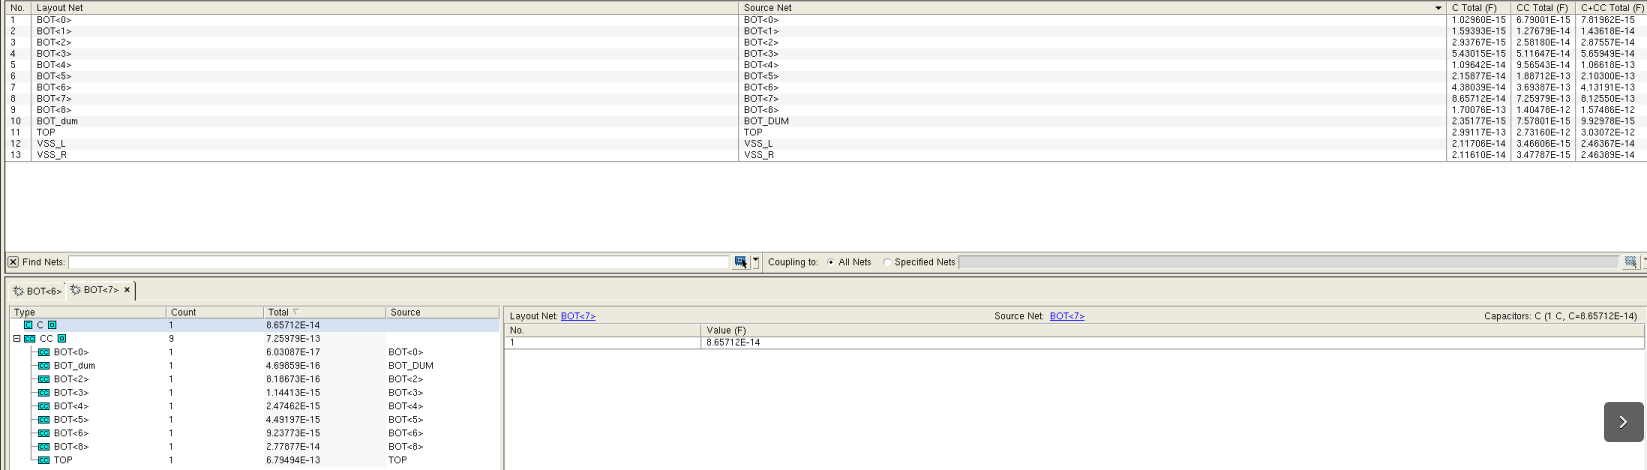 No. Layout Net Source Net C Total (F) CC Total (F) C+CC Total (F)
1 BOT<0> BOT<0> 1.02960E-15 6.79001E-15 7.81962E-15
2 BOT<1> BOT<1> 1.59393E-15 1.27679E-14 1.43618E-14
3 BOT<2> BOT<2> 2.93767E-15 2.58180E-14 2.87557E-14
4 BOT<3> BOT<3> 5.43015E-15 5.11647E-14 5.65949E-14
5 BOT<4> BOT<4> 1.09642E-14 9.56543E-14 1.06618E-13
6 BOT<5> BOT<5> 2.15877E-14 1.88712E-13 2.10300E-13
7 BOT<6> BOT<6> 4.38039E-14 3.69387E-13 4.13191E-13
8 BOT<7> BOT<7> 8.65712E-14 7.25979E-13 8.12550E-13
9 BOT<8> BOT<8> 1.70076E-13 1.40478E-12 1.57486E-12
10 BOT_dum BOT_DUM 2.35177E-15 7.57801E-15 9.92978E-15
11 TOP TOP 2.99117E-13 2.73160E-12 3.03072E-12
12 VSS_L VSS_L 2.11706E-14 3.46606E-15 2.46367E-14
13 VSS_R VSS_R 2.11610E-14 3.47787E-15 2.46389E-14
Find Nets: Coupling to: All Nets Specified Nets
BOT<6> BOT<7>
Type Count Total Source
C 1 8.65712E-14
CC 9 7.25979E-13
BOT<0> 1 6.03087E-17 BOT<0>
BOT_dum 1 4.69859E-16 BOT_DUM
BOT<2> 1 8.18673E-16 BOT<2>
BOT<3> 1 1.14413E-15 BOT<3>
BOT<4> 1 2.47462E-15 BOT<4>
BOT<5> 1 4.49197E-15 BOT<5>
BOT<6> 1 9.23773E-15 BOT<6>
BOT<8> 1 2.77877E-14 BOT<8>
TOP 1 6.79494E-13 TOP
Layout Net: BOT<7> Source Net: BOT<7> Capacitors: C (1 C, C=8.65712E-14)
No. Value (F)
1 8.65712E-14